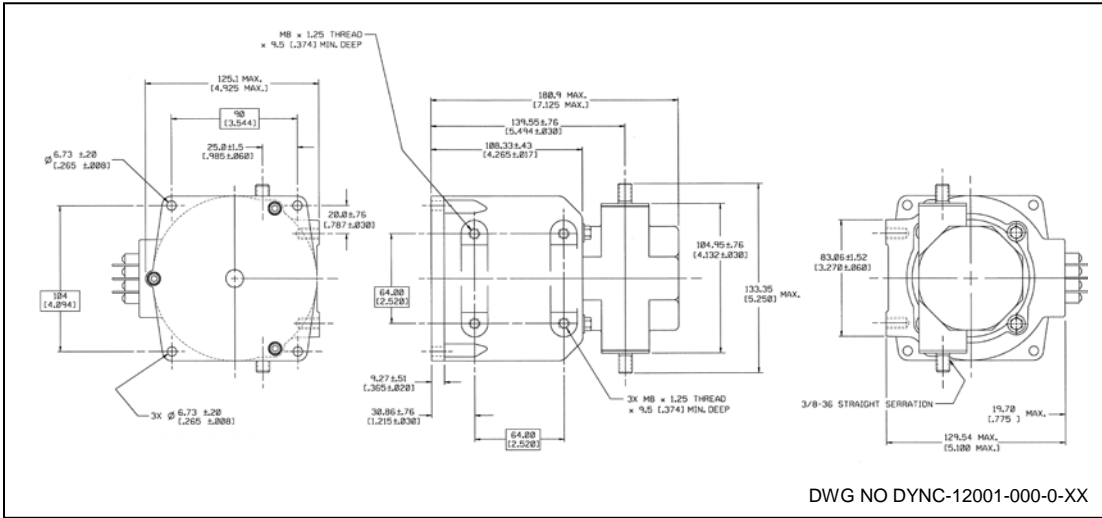 M8 x 1.25 THREAD
x 9.5 [.374] MIN. DEEP
125.1 MAX.
[4.925 MAX.]
90
[3.544]
25.0±1.5
[.985±.060]
Ø 6.73 ±.20
[.265 ±.008]
20.0±.76
[.787±.030]
104
[4.094]
3X Ø 6.73 ±.20
[.265 ±.008]
180.9 MAX.
[7.125 MAX.]
139.55±.76
[5.494±.030]
108.33±.43
[4.265±.017]
64.00
[2.520]
104.95±.76
[4.132±.030]
133.35
[5.250] MAX.
9.27±.51
[.365±.020]
30.86±.76
[1.215±.030]
64.00
[2.520]
3X M8 x 1.25 THREAD
x 9.5 [.374] MIN. DEEP
83.06±1.52
[3.270±.060]
3/8-36 STRAIGHT SERRATION
19.70
[.775 ] MAX.
129.54 MAX.
[5.100 MAX.]
DWG NO DYNC-12001-000-0-XX